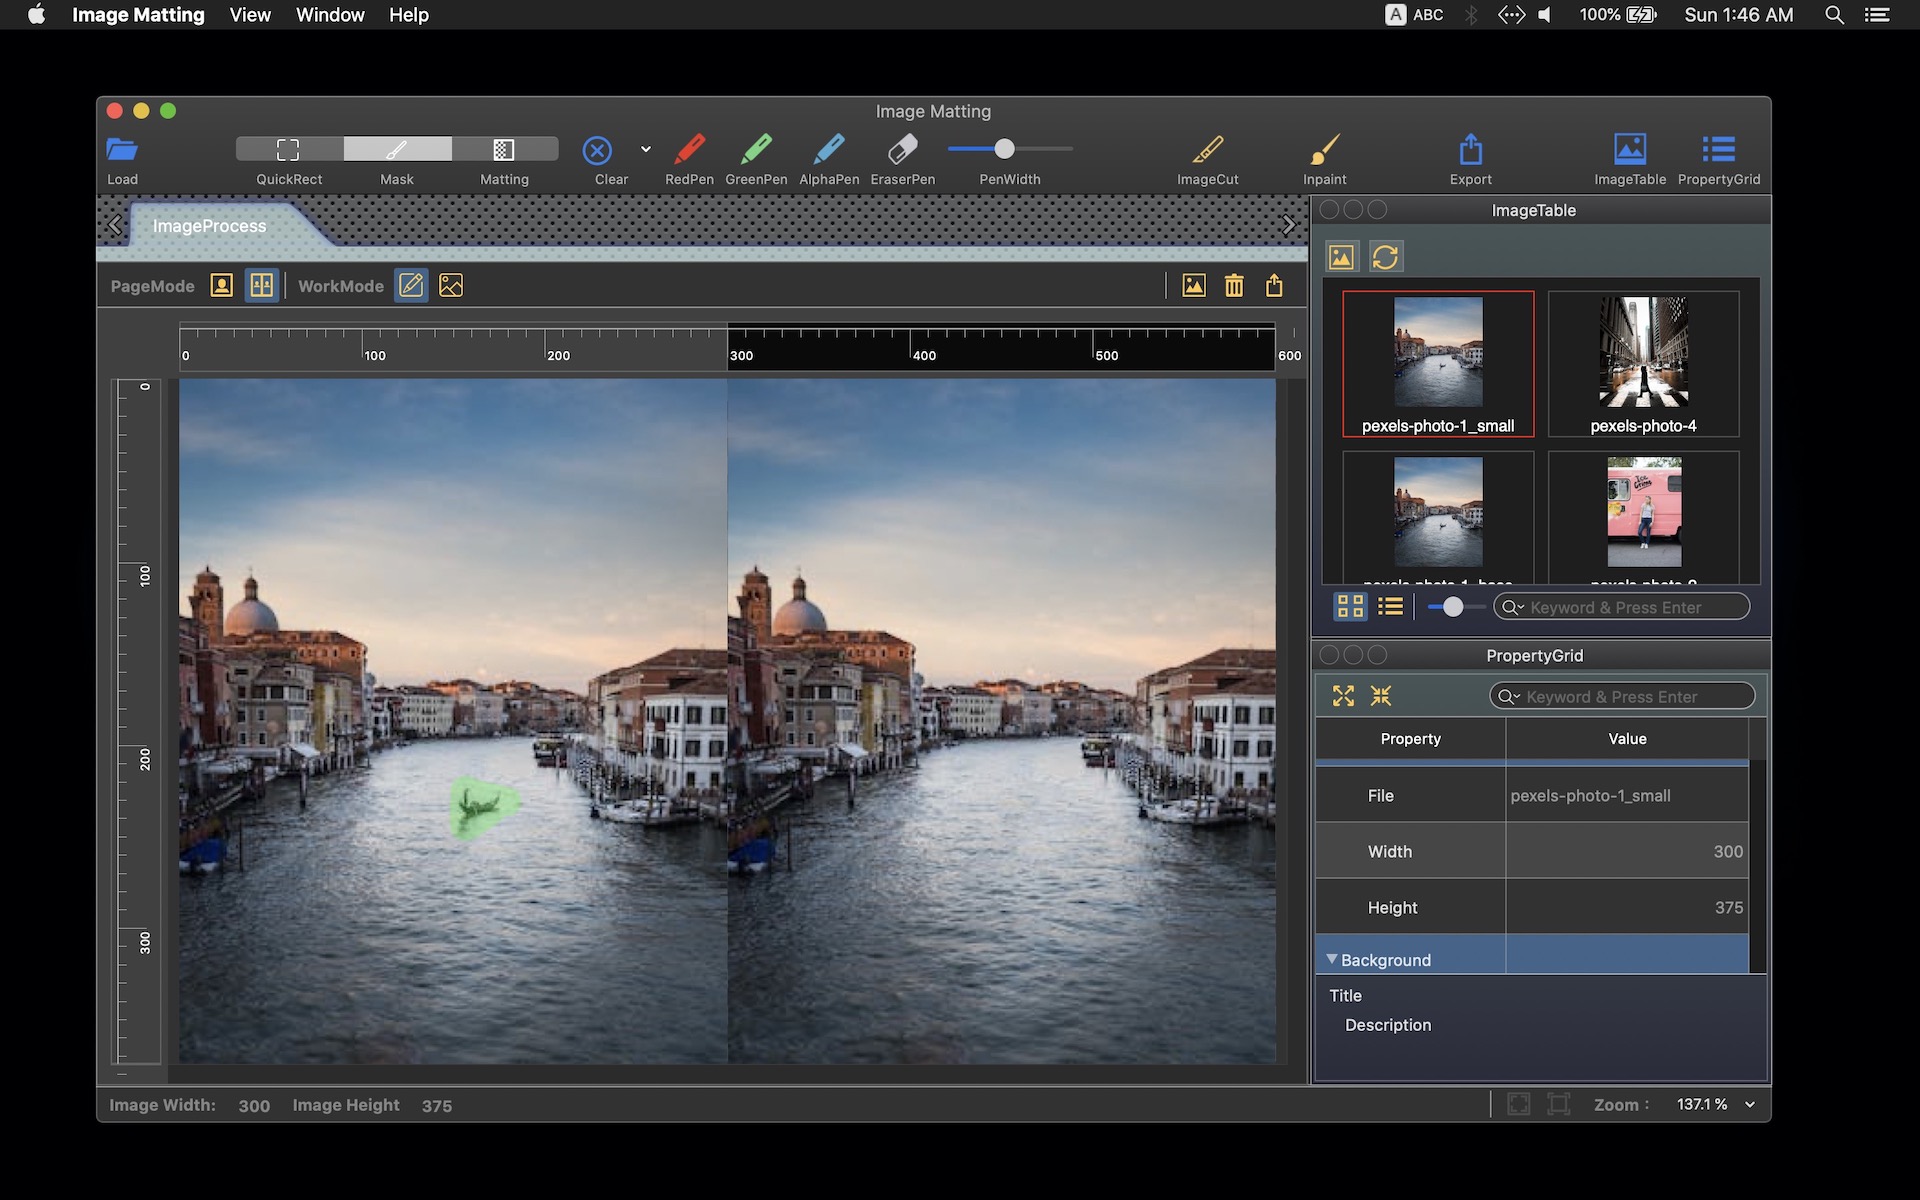 Image Matting View Window Help A ABC 100% Sun 1:46 AM
Image Matting
Load QuickRect Mask Matting Clear RedPen GreenPen AlphaPen EraserPen PenWidth ImageCut Inpaint Export ImageTable PropertyGrid
ImageProcess
PageMode WorkMode
0 100 200 300 400 500 600
0
100
200
300
ImageTable
pexels-photo-1_small pexels-photo-4
Keyword & Press Enter
PropertyGrid
Keyword & Press Enter
Property Value
File pexels-photo-1_small
Width 300
Height 375
Background
Title
Description
Image Width: 300 Image Height 375
Zoom : 137.1 %